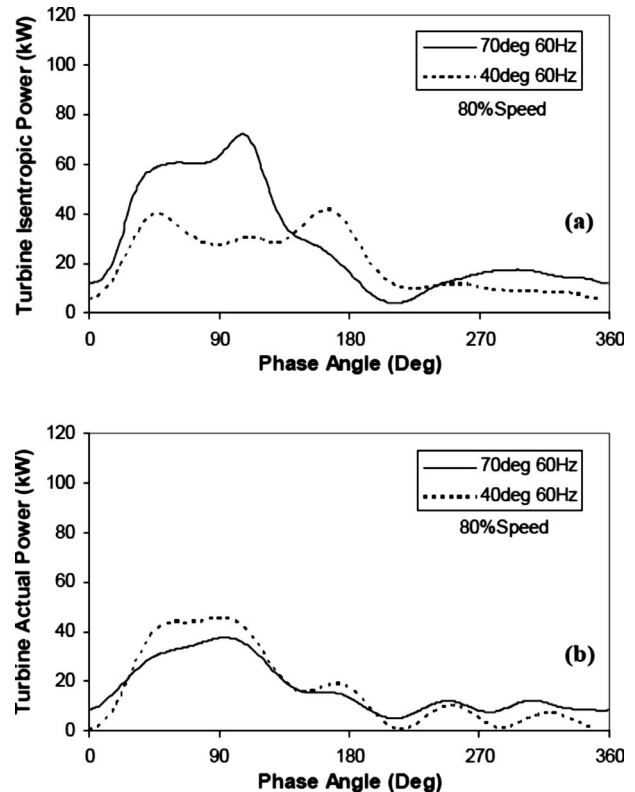 Turbine Isentropic Power (kW)
120
100
80
60
40
20
0
70deg 60Hz
40deg 60Hz
80%Speed
(a)
0 90 180 270 360
Phase Angle (Deg)
Turbine Actual Power (kW)
120
100
80
60
40
20
0
70deg 60Hz
40deg 60Hz
80%Speed
(b)
0 90 180 270 360
Phase Angle (Deg)